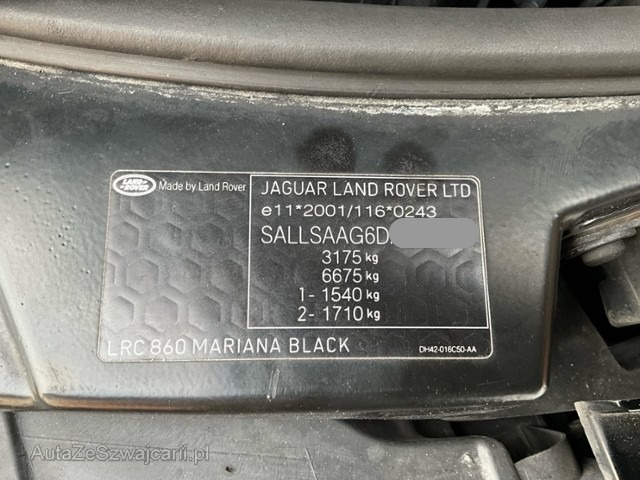 LAND
ROVER
Made by Land Rover
JAGUAR LAND ROVER LTD
e11*2001/116*0243
SALLSAAG6D
3175 kg
6675 kg
1- 1540 kg
2- 1710 kg
LRC 860 MARIANA BLACK
DH42-016C50-AA
AutaZeSzwajcarii.pl